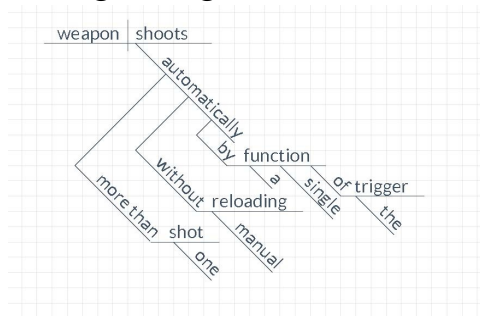 weapon shoots
automatically
by function
a single of trigger
the
without reloading
manual
more than shot
one